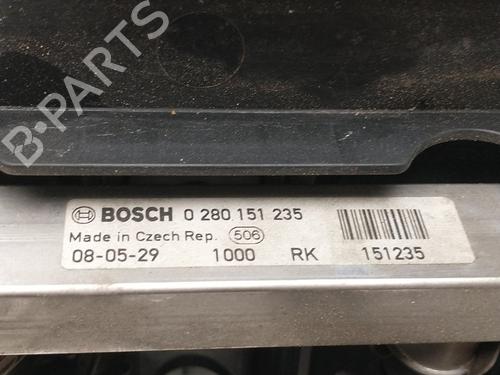 B-PARTS
BOSCH 0 280 151 235
Made in Czech Rep. 506
08-05-29 1000 RK 151235